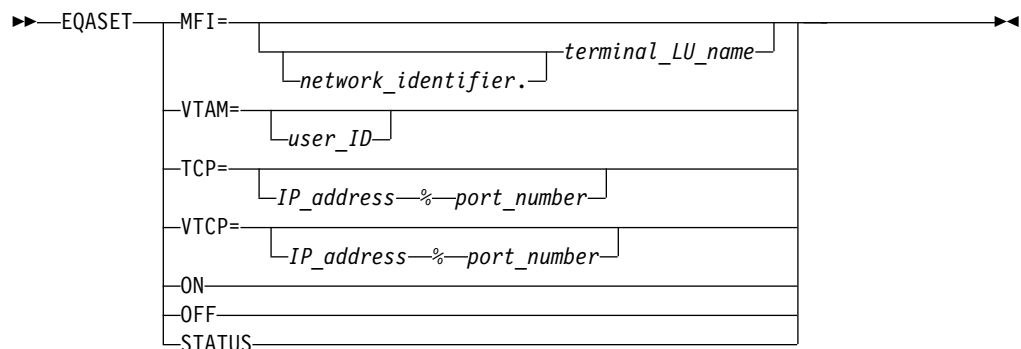 EQASET MFI=
terminal_LU_name
network_identifier.
VTAM=
user_ID
TCP=
IP_address % port_number
VTCP=
IP_address % port_number
ON
OFF
STATUS